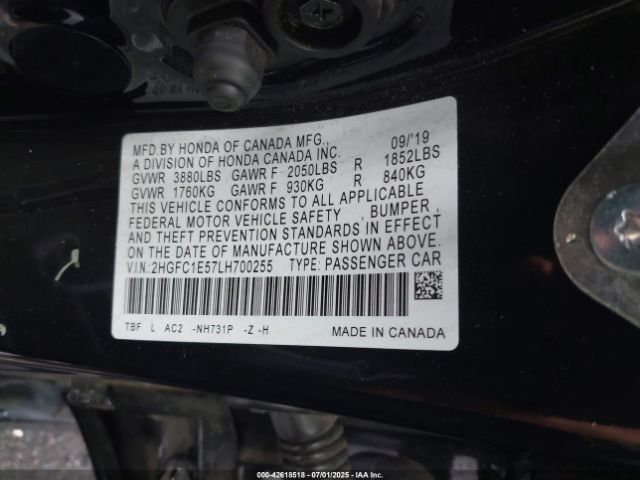 MFD. BY HONDA OF CANADA MFG., 09/'19
A DIVISION OF HONDA CANADA INC.
GVWR 3880LBS GAWR F 2050LBS R 1852LBS
GVWR 1760KG GAWR F 930KG R 840KG
THIS VEHICLE CONFORMS TO ALL APPLICABLE
FEDERAL MOTOR VEHICLE SAFETY , BUMPER,
AND THEFT PREVENTION STANDARDS IN EFFECT
ON THE DATE OF MANUFACTURE SHOWN ABOVE.
V.I.N.: 2HGFC1E57LH700255 TYPE: PASSENGER CAR
TBF L AC2 -NH731P -Z -H MADE IN CANADA
000-42618518 - 07/01/2025 - IAA Inc.